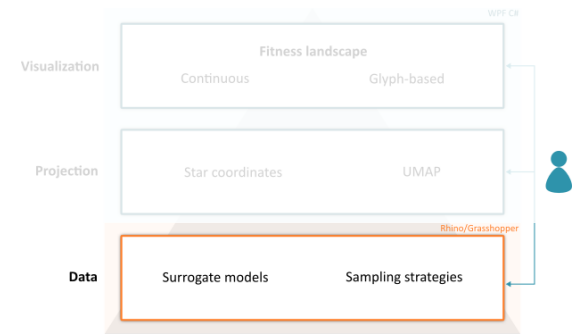 WPF C#
Fitness landscape
Visualization
Continuous Glyph-based
Projection Star coordinates UMAP
Rhino/Grasshopper
Data Surrogate models Sampling strategies